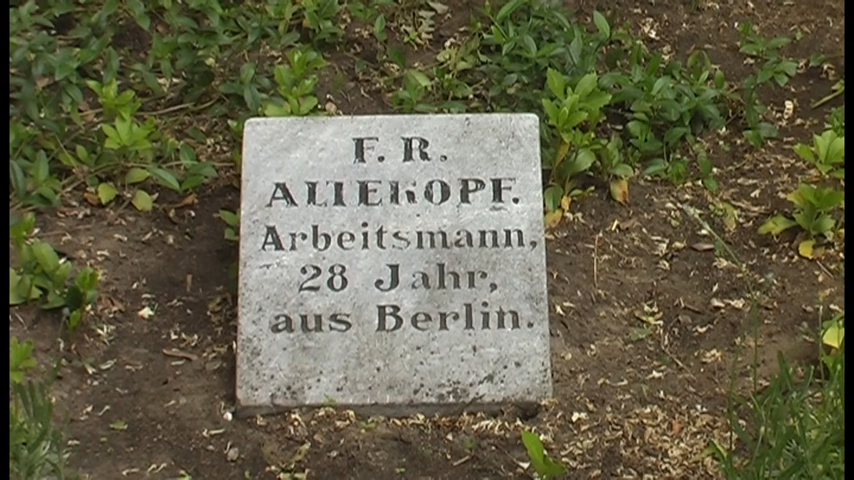 F. R.
ALTEKOPF.
Arbeitsmann,
28 Jahr,
aus Berlin.